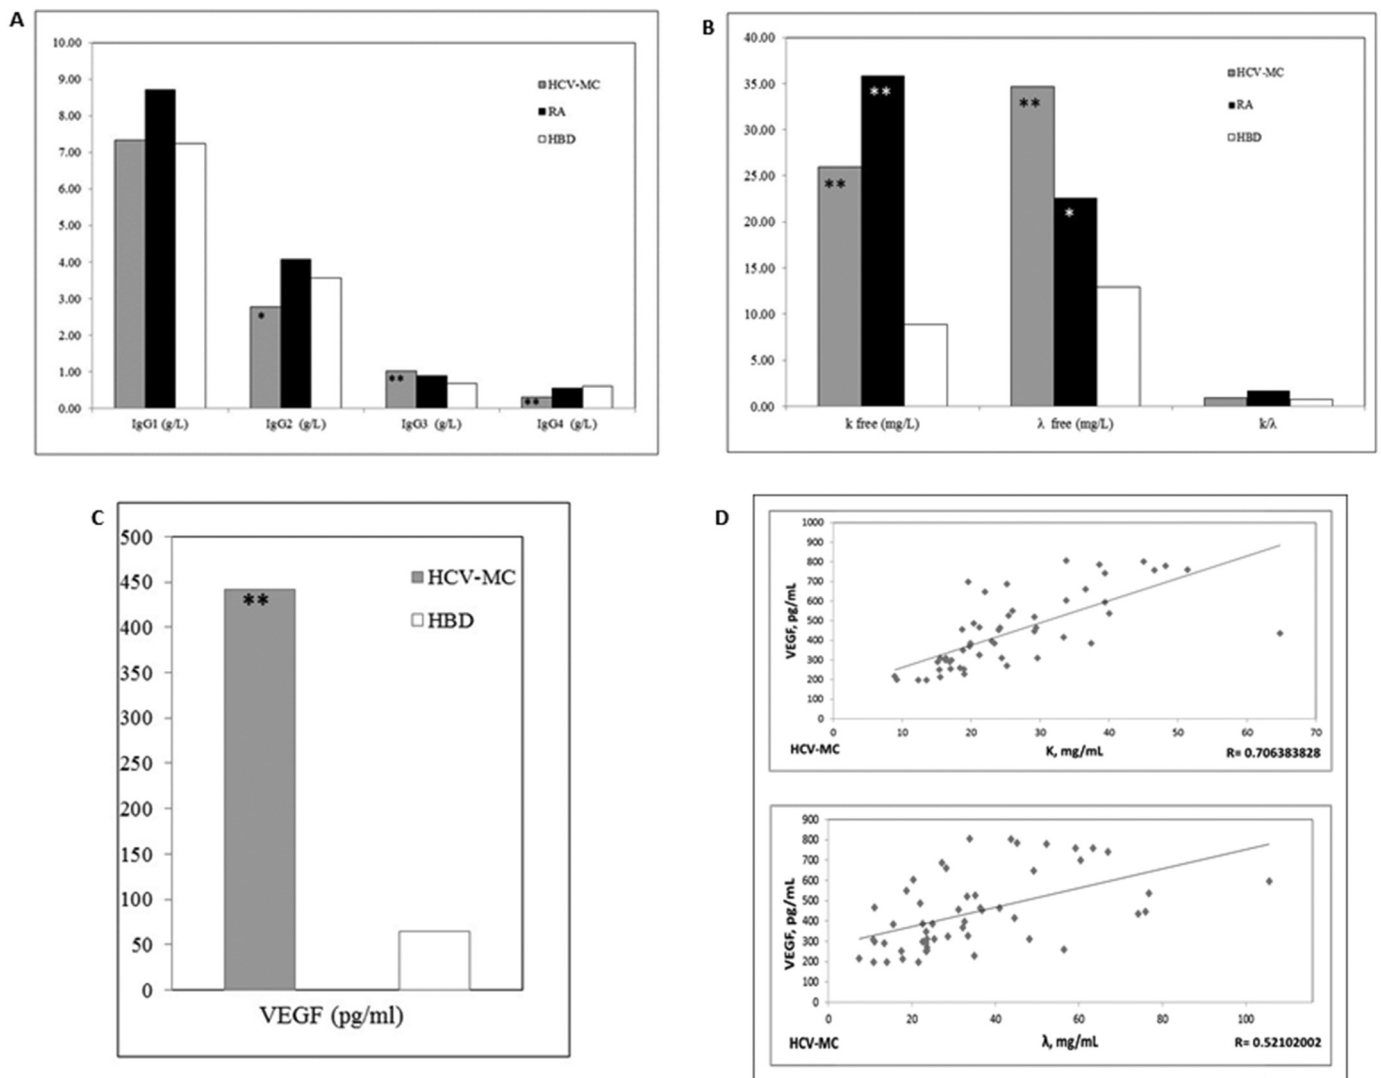 A
10.00
9.00
8.00
7.00
6.00
5.00
4.00
3.00
2.00
1.00
0.00
HCV-MC
RA
HBD
*
**
**
IgG1 (g/L)
IgG2 (g/L)
IgG3 (g/L)
IgG4 (g/L)
B
40.00
35.00
30.00
25.00
20.00
15.00
10.00
5.00
0.00
HCV-MC
RA
HBD
**
**
**
*
k free (mg/L)
λ free (mg/L)
k/λ
C
500
450
400
350
300
250
200
150
100
50
0
HCV-MC
HBD
**
VEGF (pg/ml)
D
1000
900
800
700
600
500
400
300
200
100
0
VEGF, pg/mL
0 10 20 30 40 50 60 70
HCV-MC
K, mg/mL
R= 0.706383828
900
800
700
600
500
400
300
200
100
0
VEGF, pg/mL
0 20 40 60 80 100
HCV-MC
λ, mg/mL
R= 0.52102002